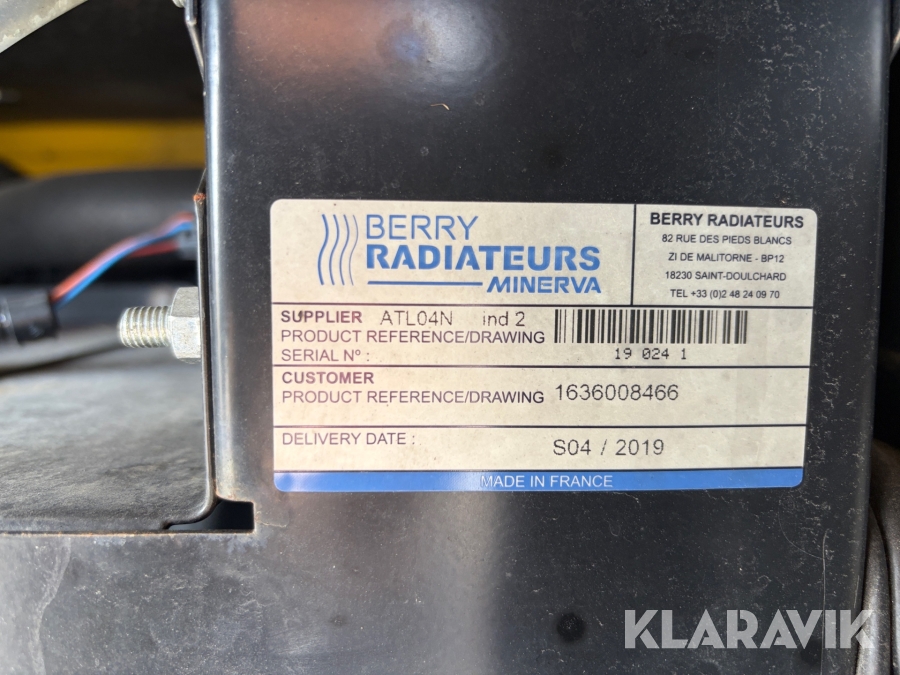 BERRY
RADIATEURS
MINERVA
BERRY RADIATEURS
82 RUE DES PIEDS BLANCS
ZI DE MALITORNE - BP12
18230 SAINT-DOULCHARD
TEL +33 (0)2 48 24 09 70
SUPPLIER ATL04N ind 2
PRODUCT REFERENCE/DRAWING
SERIAL Nº : 19 024 1
CUSTOMER
PRODUCT REFERENCE/DRAWING 1636008466
DELIVERY DATE : S04 / 2019
MADE IN FRANCE
KLARAVIK